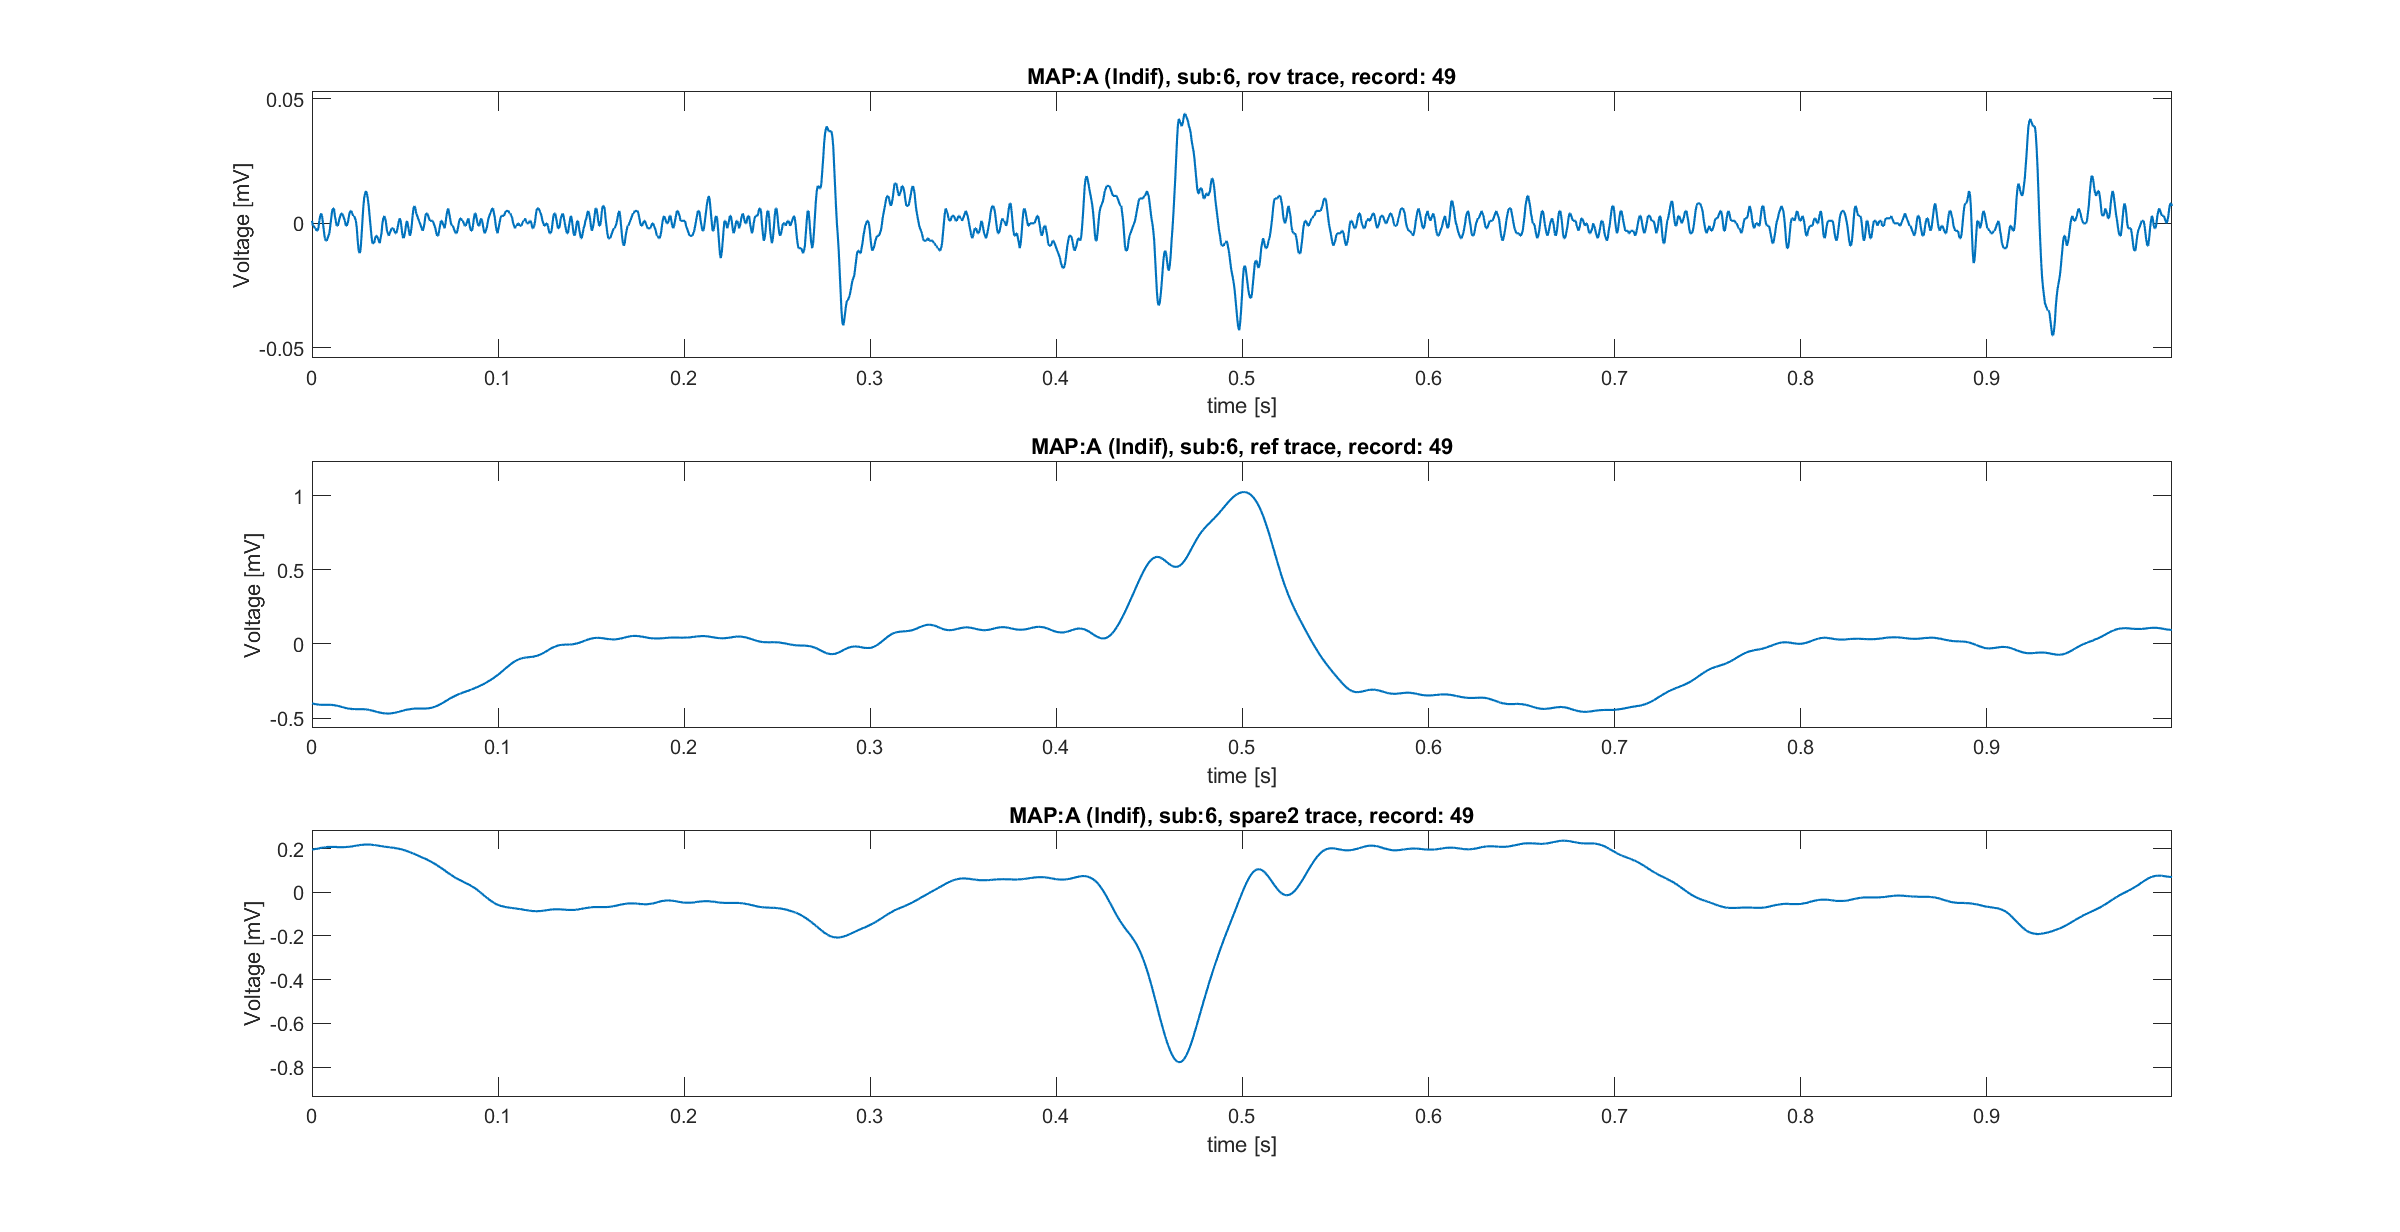 MAP:A (Indif), sub:6, rov trace, record: 49
0.05
0
-0.05
Voltage [mV]
0 0.1 0.2 0.3 0.4 0.5 0.6 0.7 0.8 0.9
time [s]
MAP:A (Indif), sub:6, ref trace, record: 49
1
0.5
0
-0.5
Voltage [mV]
0 0.1 0.2 0.3 0.4 0.5 0.6 0.7 0.8 0.9
time [s]
MAP:A (Indif), sub:6, spare2 trace, record: 49
0.2
0
-0.2
-0.4
-0.6
-0.8
Voltage [mV]
0 0.1 0.2 0.3 0.4 0.5 0.6 0.7 0.8 0.9
time [s]